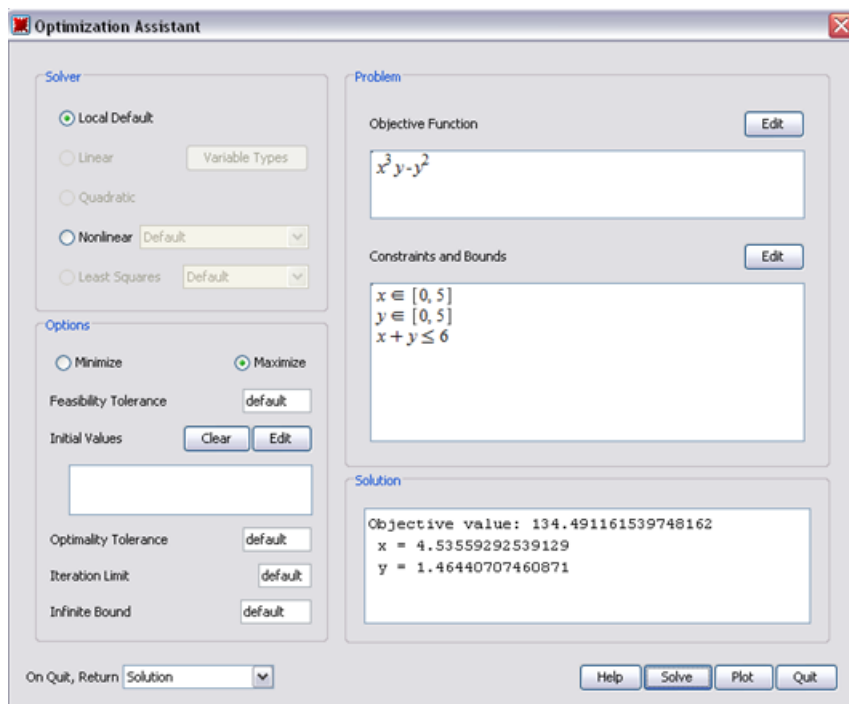 Optimization Assistant
Solver
Local Default
Linear Variable Types
Quadratic
Nonlinear Default
Least Squares Default
Options
Minimize Maximize
Feasibility Tolerance default
Initial Values Clear Edit
Optimality Tolerance default
Iteration Limit default
Infinite Bound default
Problem
Objective Function Edit
x³ y-y²
Constraints and Bounds Edit
x ∈ [0, 5]
y ∈ [0, 5]
x + y ≤ 6
Solution
Objective value: 134.491161539748162
x = 4.53559292539129
y = 1.46440707460871
On Quit, Return Solution Help Solve Plot Quit